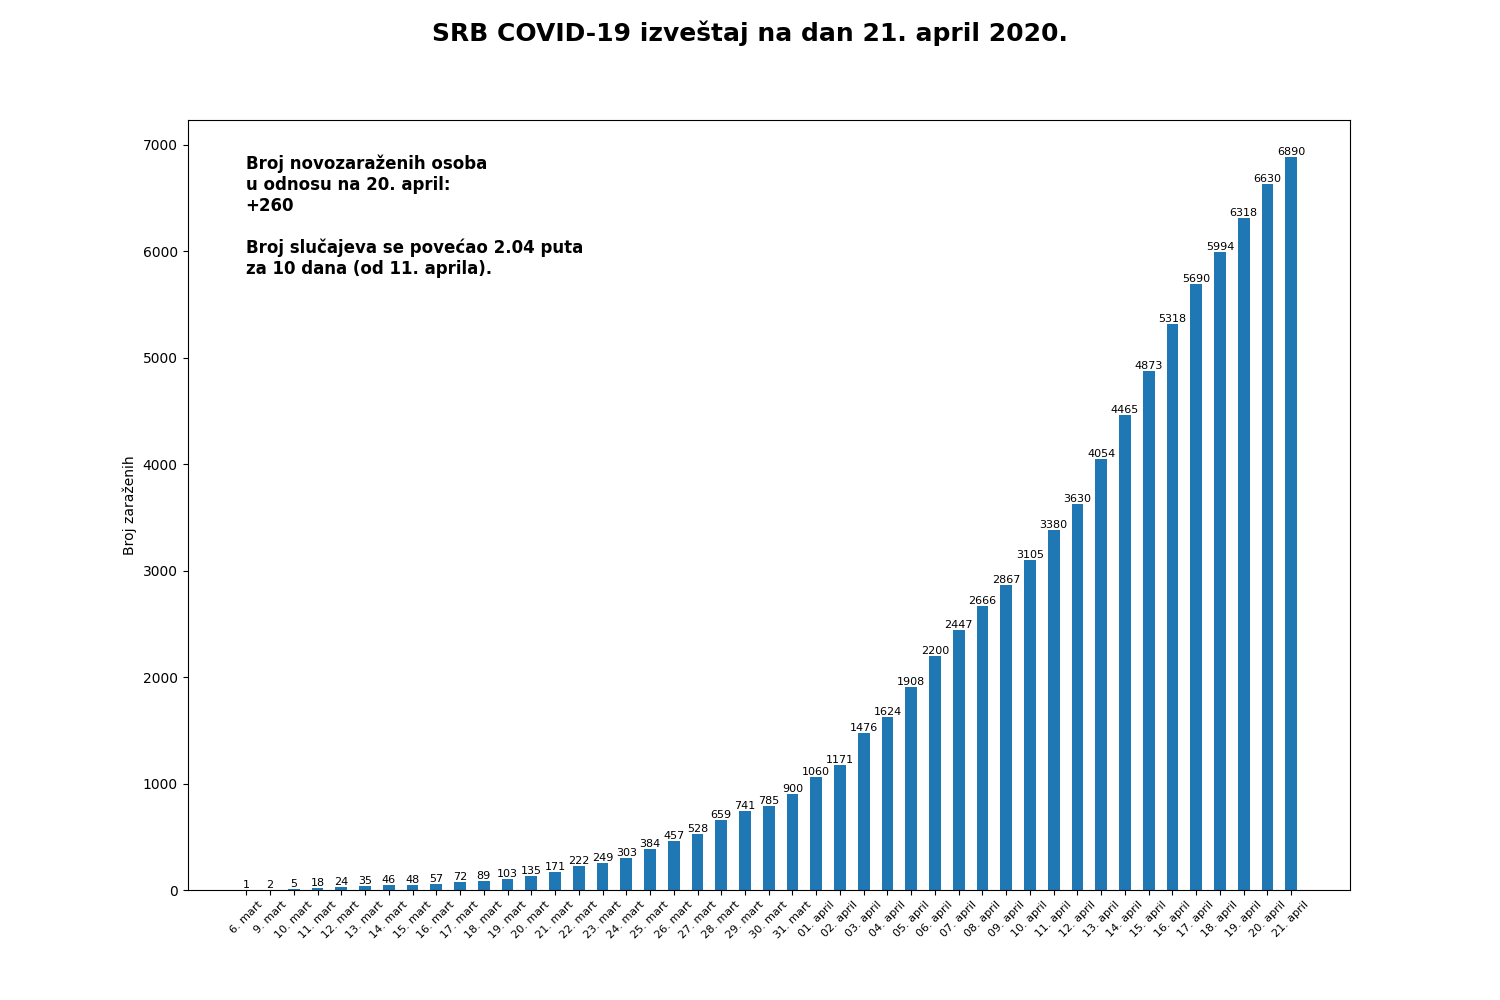 SRB COVID-19 izveštaj na dan 21. april 2020.
Broj novozaraženih osoba
u odnosu na 20. april:
+260
Broj slučajeva se povećao 2.04 puta
za 10 dana (od 11. aprila).
Broj zaraženih
7000
6000
5000
4000
3000
2000
1000
0
1 2 5 18 24 35 46 48 57 72 89 103 135 171 222 249 303 384 457 528 659 741 785 900 1060 1171 1476 1624 1908 2200 2447 2666 2867 3105 3380 3630 4054 4465 4873 5318 5690 5994 6318 6630 6890
6. mart 9. mart 10. mart 11. mart 12. mart 13. mart 14. mart 15. mart 16. mart 17. mart 18. mart 19. mart 20. mart 21. mart 22. mart 23. mart 24. mart 25. mart 26. mart 27. mart 28. mart 29. mart 30. mart 31. mart 01. april 02. april 03. april 04. april 05. april 06. april 07. april 08. april 09. april 10. april 11. april 12. april 13. april 14. april 15. april 16. april 17. april 18. april 19. april 20. april 21. april